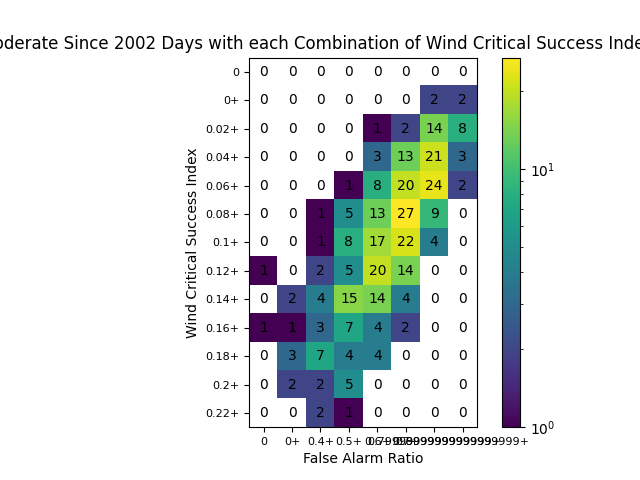 oderate Since 2002 Days with each Combination of Wind Critical Success Inde
Wind Critical Success Index
0 0 0 0 0 0 0 0 0
0+ 0 0 0 0 0 0 2 2
0.02+ 0 0 0 0 1 2 14 8
0.04+ 0 0 0 0 3 13 21 3
0.06+ 0 0 0 1 8 20 24 2
0.08+ 0 0 1 5 13 27 9 0
0.1+ 0 0 1 8 17 22 4 0
0.12+ 1 0 2 5 20 14 0 0
0.14+ 0 2 4 15 14 4 0 0
0.16+ 1 1 3 7 4 2 0 0
0.18+ 0 3 7 4 4 0 0 0
0.2+ 0 2 2 5 0 0 0 0
0.22+ 0 0 2 1 0 0 0 0
0 0+ 0.4+ 0.5+
False Alarm Ratio
10¹
10⁰